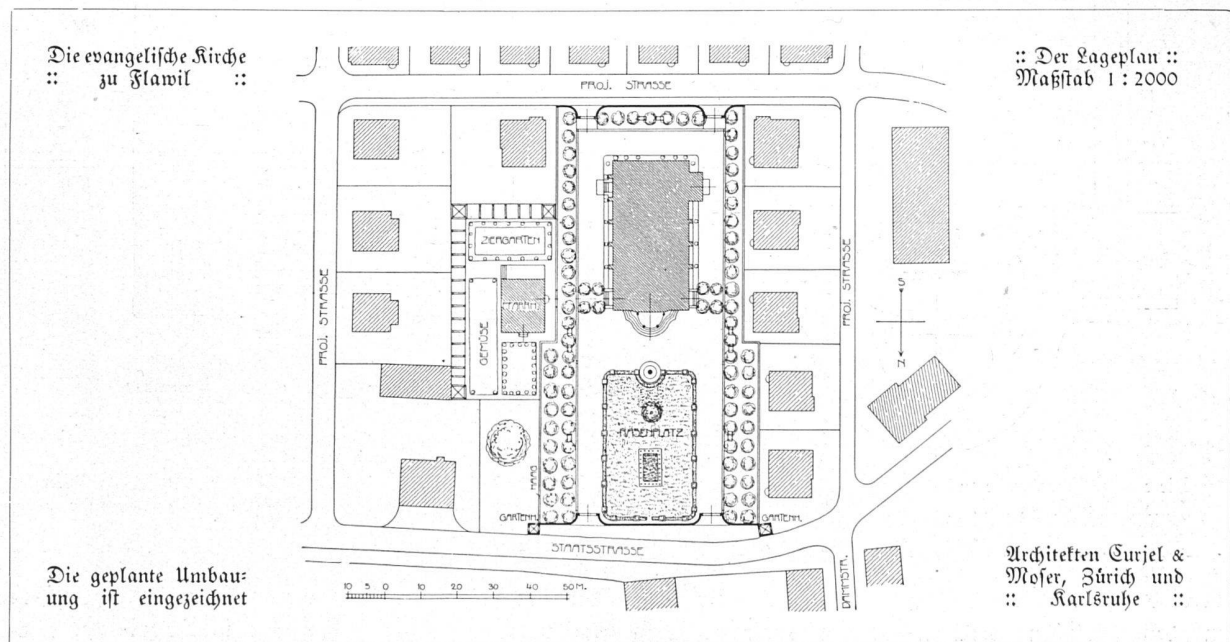 Die evangelische Kirche
:: zu Flawil ::
:: Der Lageplan ::
Maßstab 1 : 2000
PROJ. STRASSE
ZIERGARTEN
PROJ. STRASSE
GEMÜSE
PROJ. STRASSE
S
N
RASENPLATZ
HAAG
GARTENH.
GARTENH.
STAATSSTRASSE
DAMMSTR.
10 5 0 10 20 30 40 50 M.
Die geplante Umbau-
ung ist eingezeichnet
Architekten Curjel &
Moser, Zürich und
:: Karlsruhe ::